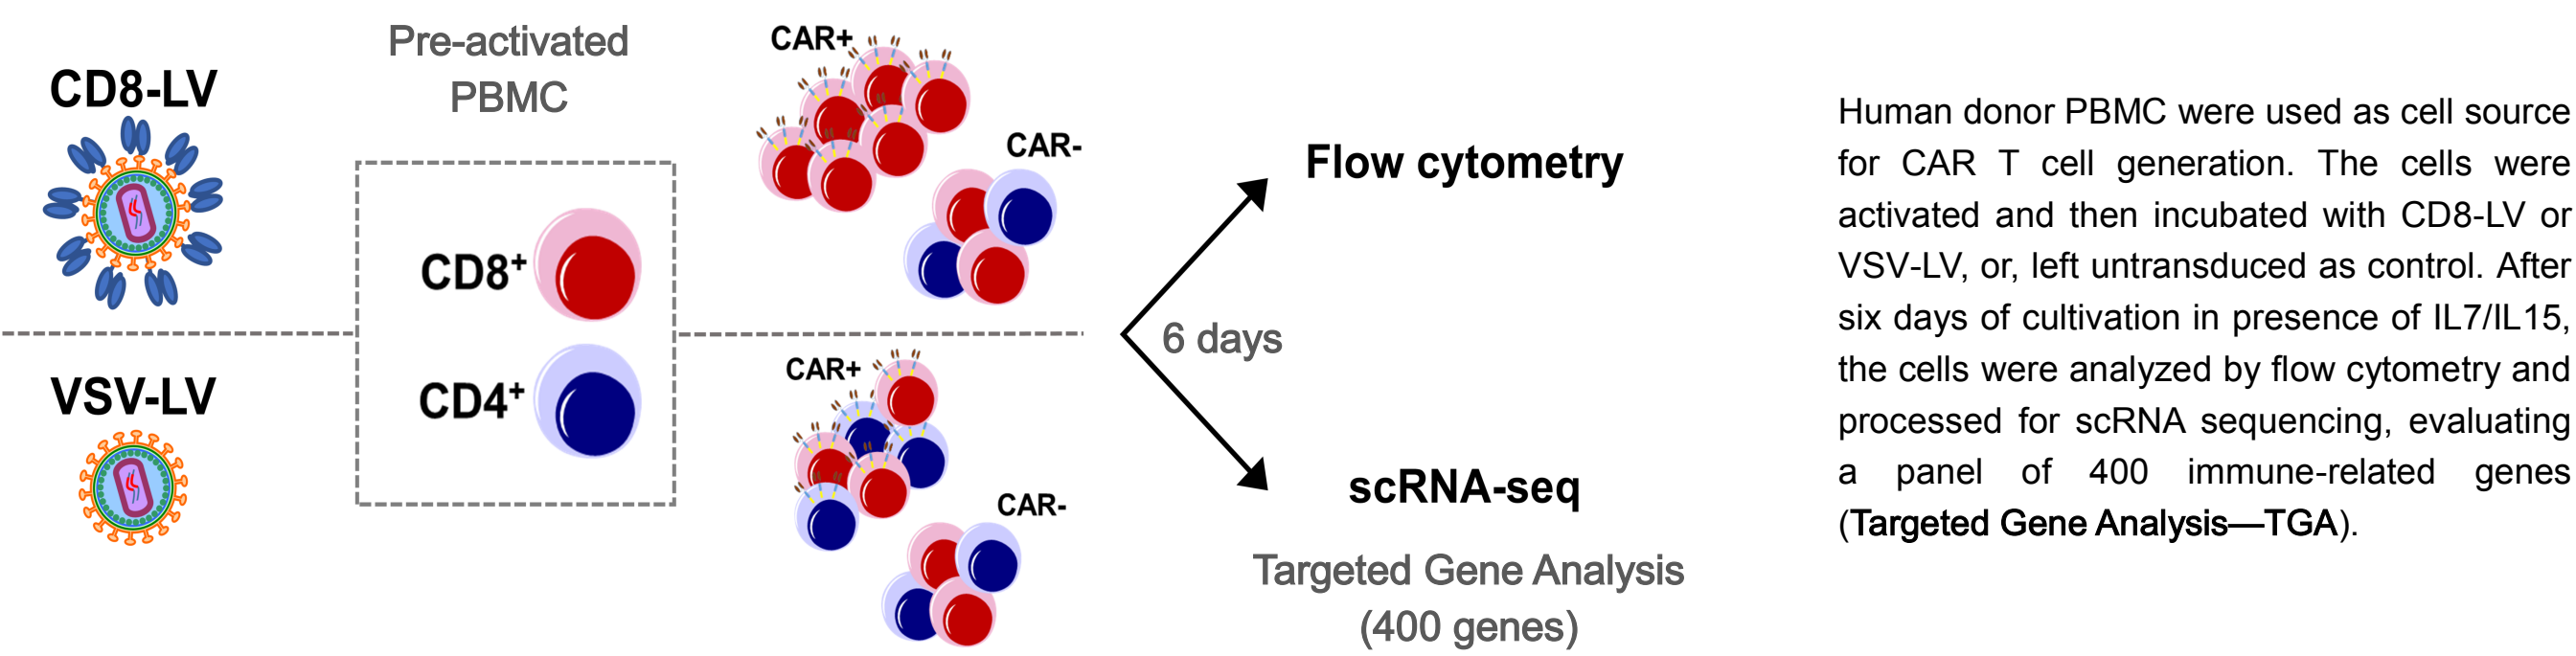 CD8-LV
VSV-LV
Pre-activated
PBMC
CD8⁺
CD4⁺
CAR+
CAR-
CAR+
CAR-
6 days
Flow cytometry
scRNA-seq
Targeted Gene Analysis
(400 genes)
Human donor PBMC were used as cell source
for CAR T cell generation. The cells were
activated and then incubated with CD8-LV or
VSV-LV, or, left untransduced as control. After
six days of cultivation in presence of IL7/IL15,
the cells were analyzed by flow cytometry and
processed for scRNA sequencing, evaluating
a panel of 400 immune-related genes
(Targeted Gene Analysis—TGA).